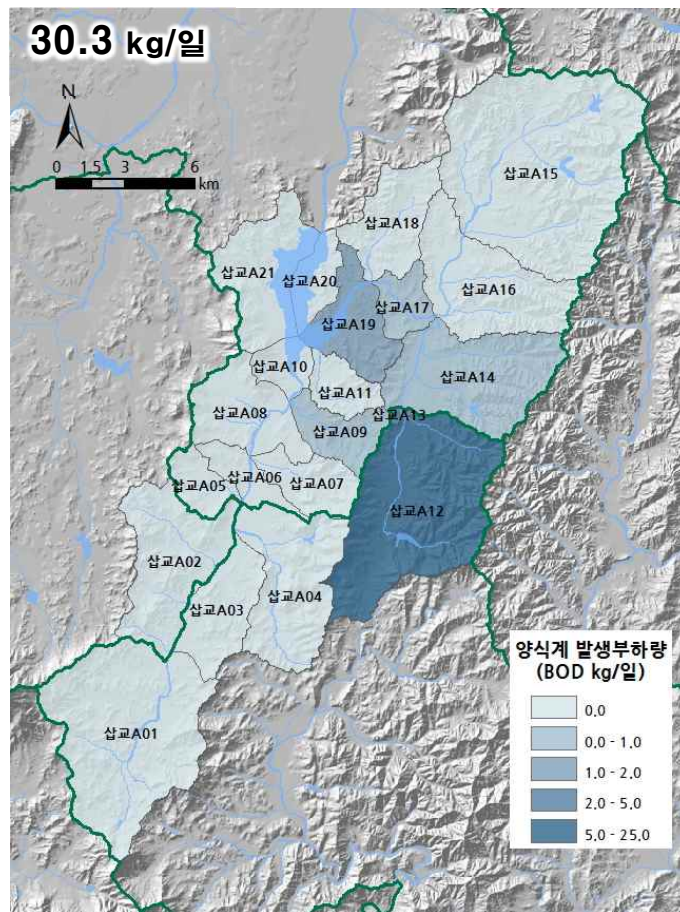 30.3 kg/일
N
0 1.5 3 6
km
삽교A15
삽교A18
삽교A21
삽교A20
삽교A16
삽교A17
삽교A19
삽교A10
삽교A14
삽교A11
삽교A08
삽교A13
삽교A09
삽교A05
삽교A06
삽교A07
삽교A12
삽교A02
삽교A04
삽교A03
삽교A01
양식계 발생부하량
(BOD kg/일)
0.0
0.0 - 1.0
1.0 - 2.0
2.0 - 5.0
5.0 - 25.0